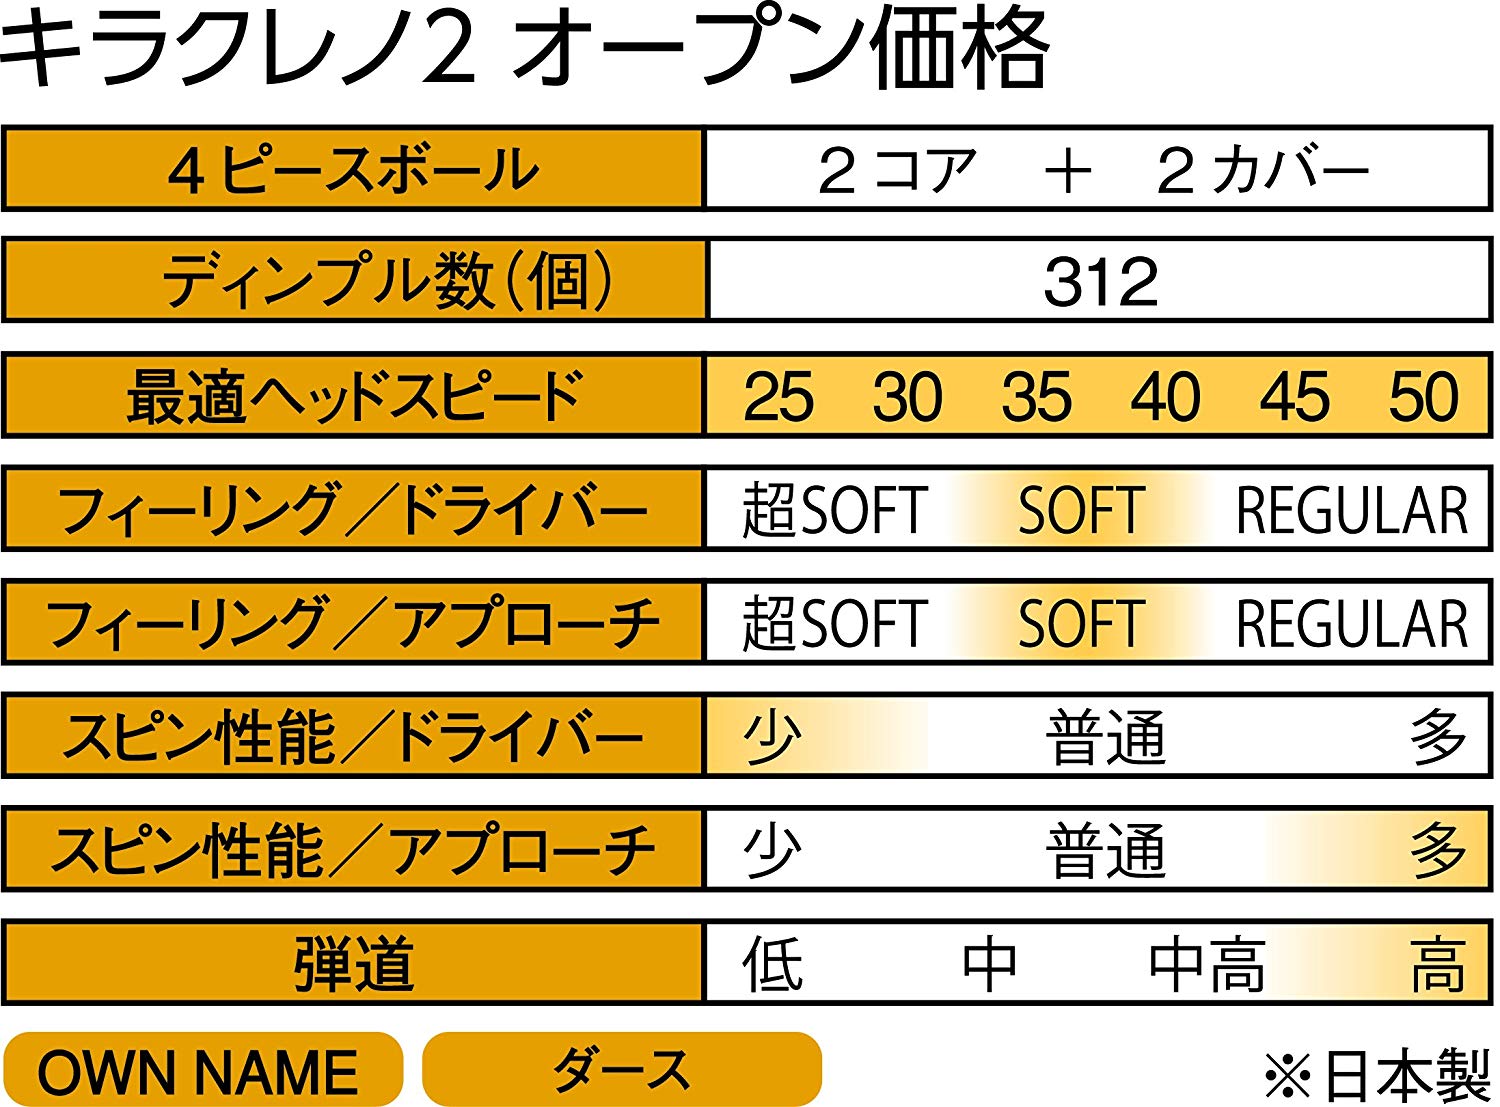 キラクレノ2 オープン価格
4ピースボール 2コア ＋ 2カバー
ディンプル数（個） 312
最適ヘッドスピード 25 30 35 40 45 50
フィーリング／ドライバー 超SOFT SOFT REGULAR
フィーリング／アプローチ 超SOFT SOFT REGULAR
スピン性能／ドライバー 少 普通 多
スピン性能／アプローチ 少 普通 多
弾道 低 中 中高 高
OWN NAME ダース ※日本製